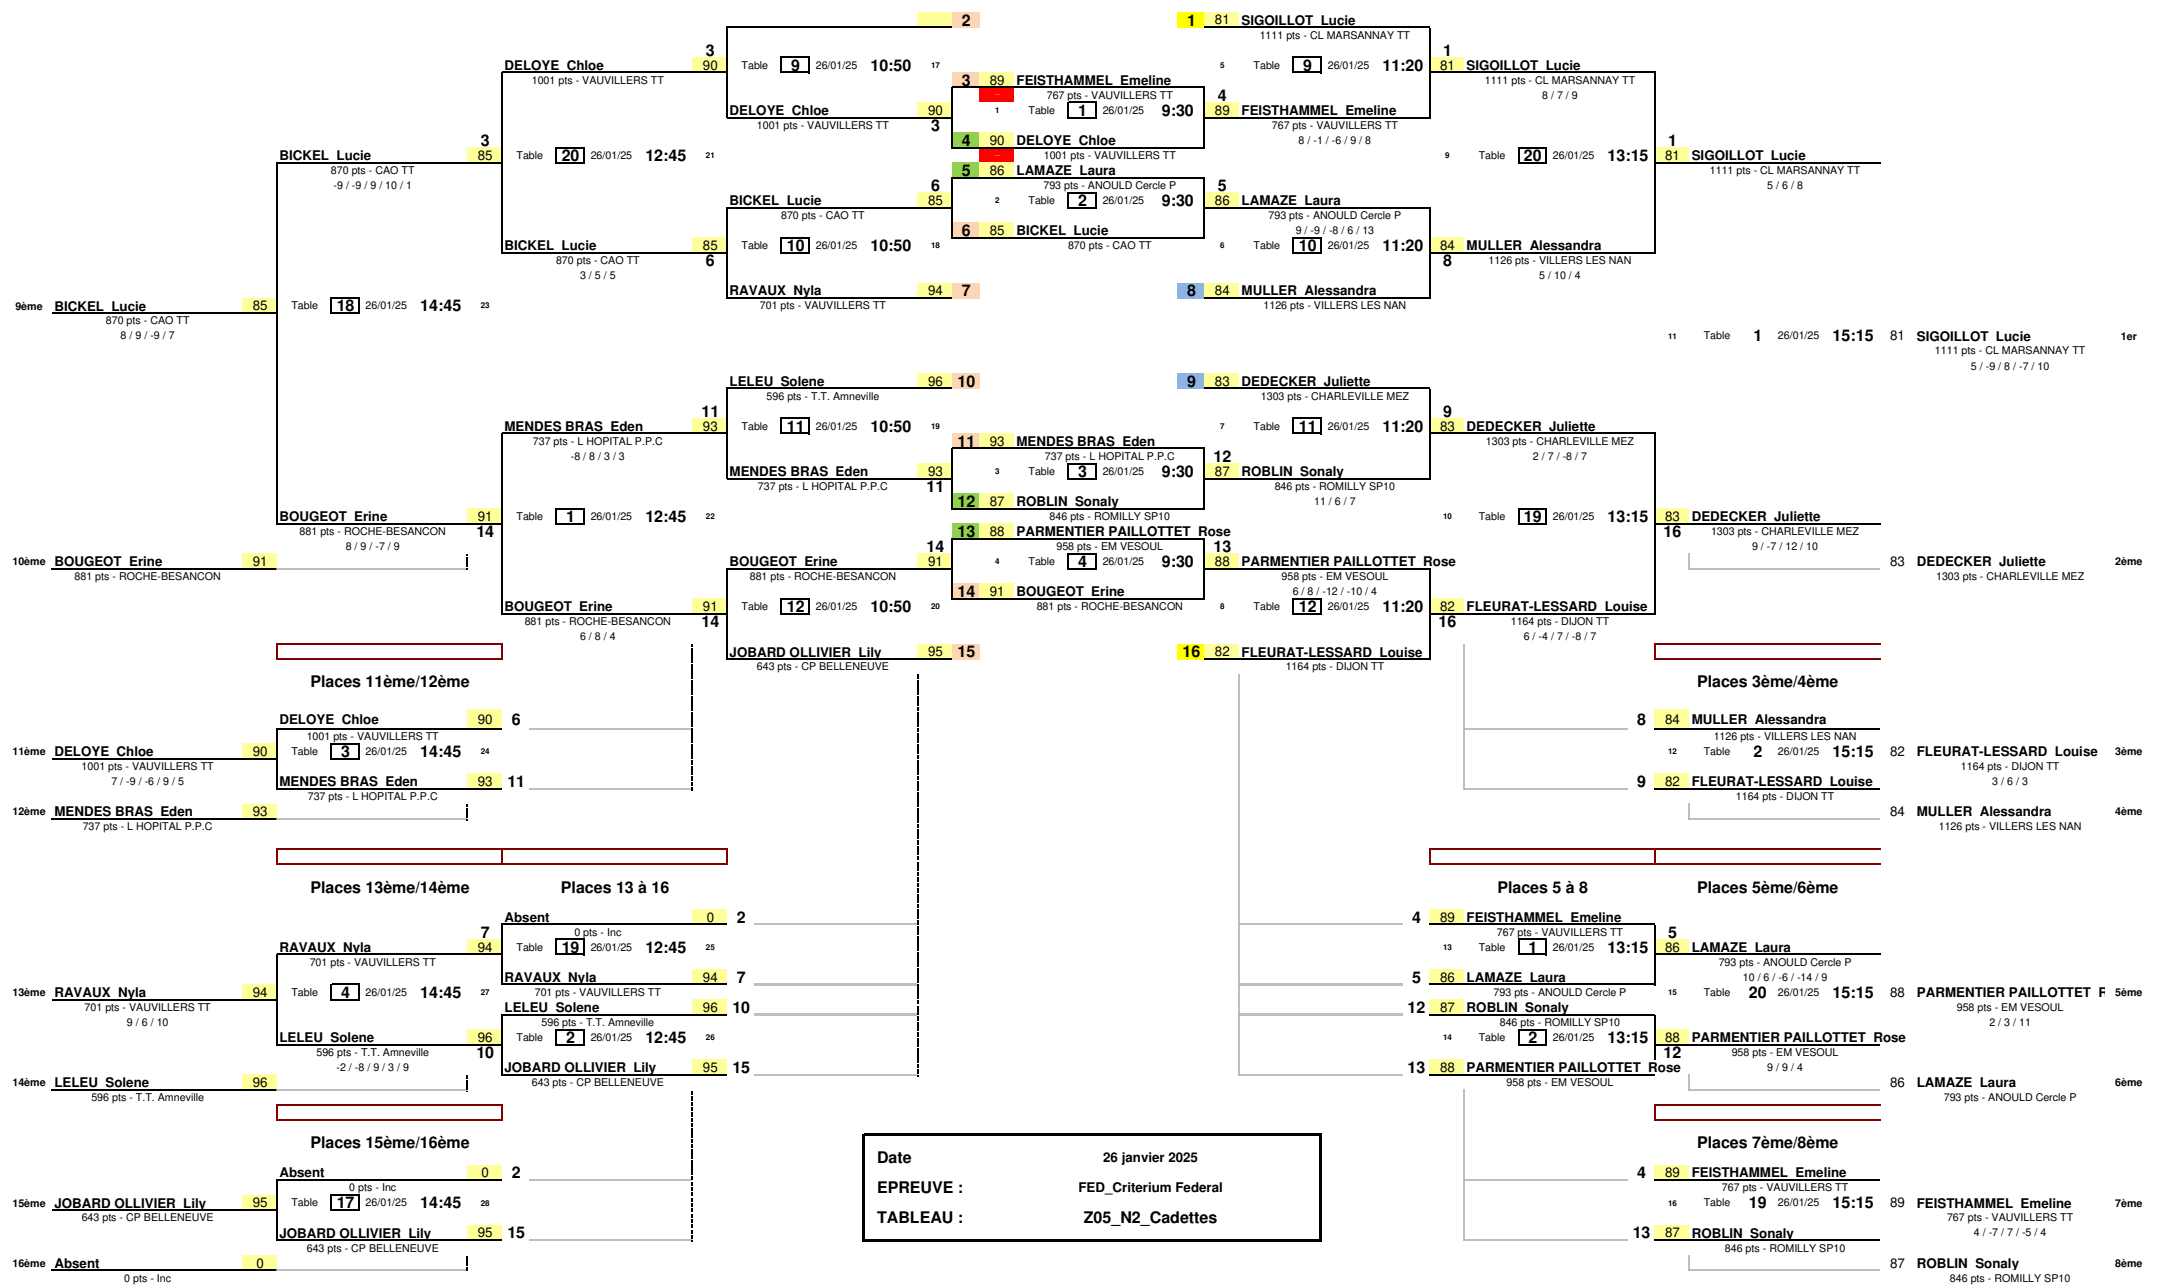 2
1 81 SIGOILLOT Lucie
1111 pts - CL MARSANNAY TT
3
DELOYE Chloe 90
1001 pts - VAUVILLERS TT
Table 9 26/01/25 10:50 17
5 Table 9 26/01/25 11:20
1
81 SIGOILLOT Lucie
1111 pts - CL MARSANNAY TT
8 / 7 / 9
3 89 FEISTHAMMEL Emeline
767 pts - VAUVILLERS TT
DELOYE Chloe 90
1001 pts - VAUVILLERS TT
3
1 Table 1 26/01/25 9:30
4
89 FEISTHAMMEL Emeline
767 pts - VAUVILLERS TT
8 / -1 / -6 / 9 / 8
4 90 DELOYE Chloe
1001 pts - VAUVILLERS TT
3
BICKEL Lucie 85
870 pts - CAO TT
-9 / -9 / 9 / 10 / 1
Table 20 26/01/25 12:45 21
9 Table 20 26/01/25 13:15
1
81 SIGOILLOT Lucie
1111 pts - CL MARSANNAY TT
5 / 6 / 8
5 86 LAMAZE Laura
793 pts - ANOULD Cercle P
6
BICKEL Lucie 85
870 pts - CAO TT
2 Table 2 26/01/25 9:30
5
86 LAMAZE Laura
793 pts - ANOULD Cercle P
9 / -9 / -8 / 6 / 13
6 85 BICKEL Lucie
870 pts - CAO TT
BICKEL Lucie 85
870 pts - CAO TT
6
3 / 5 / 5
Table 10 26/01/25 10:50 18
6 Table 10 26/01/25 11:20
84 MULLER Alessandra
8
1126 pts - VILLERS LES NAN
5 / 10 / 4
RAVAUX Nyla 94 7
701 pts - VAUVILLERS TT
8 84 MULLER Alessandra
1126 pts - VILLERS LES NAN
9ème BICKEL Lucie 85
870 pts - CAO TT
8 / 9 / -9 / 7
Table 18 26/01/25 14:45 23
11 Table 1 26/01/25 15:15 81 SIGOILLOT Lucie 1er
1111 pts - CL MARSANNAY TT
5 / -9 / 8 / -7 / 10
LELEU Solene 96 10
596 pts - T.T. Amneville
9 83 DEDECKER Juliette
1303 pts - CHARLEVILLE MEZ
11
MENDES BRAS Eden 93
737 pts - L HOPITAL P.P.C
-8 / 8 / 3 / 3
Table 11 26/01/25 10:50 19
7 Table 11 26/01/25 11:20
9
83 DEDECKER Juliette
1303 pts - CHARLEVILLE MEZ
2 / 7 / -8 / 7
11 93 MENDES BRAS Eden
737 pts - L HOPITAL P.P.C
MENDES BRAS Eden 93
737 pts - L HOPITAL P.P.C
11
3 Table 3 26/01/25 9:30
12
87 ROBLIN Sonaly
846 pts - ROMILLY SP10
11 / 6 / 7
12 87 ROBLIN Sonaly
846 pts - ROMILLY SP10
BOUGEOT Erine 91
881 pts - ROCHE-BESANCON
14
8 / 9 / -7 / 9
Table 1 26/01/25 12:45 22
10 Table 19 26/01/25 13:15
83 DEDECKER Juliette
16
1303 pts - CHARLEVILLE MEZ
9 / -7 / 12 / 10
13 88 PARMENTIER PAILLOTTET Rose
958 pts - EM VESOUL
10ème BOUGEOT Erine 91
881 pts - ROCHE-BESANCON
14
BOUGEOT Erine 91
881 pts - ROCHE-BESANCON
4 Table 4 26/01/25 9:30
13
88 PARMENTIER PAILLOTTET Rose
958 pts - EM VESOUL
6 / 8 / -12 / -10 / 4
83 DEDECKER Juliette 2ème
1303 pts - CHARLEVILLE MEZ
14 91 BOUGEOT Erine
881 pts - ROCHE-BESANCON
BOUGEOT Erine 91
881 pts - ROCHE-BESANCON
14
6 / 8 / 4
Table 12 26/01/25 10:50 20
8 Table 12 26/01/25 11:20
82 FLEURAT-LESSARD Louise
16
1164 pts - DIJON TT
6 / -4 / 7 / -8 / 7
JOBARD OLLIVIER Lily 95 15
643 pts - CP BELLENEUVE
16 82 FLEURAT-LESSARD Louise
1164 pts - DIJON TT
Places 11ème/12ème
Places 3ème/4ème
DELOYE Chloe 90 6
1001 pts - VAUVILLERS TT
8 84 MULLER Alessandra
1126 pts - VILLERS LES NAN
11ème DELOYE Chloe 90
1001 pts - VAUVILLERS TT
7 / -9 / -6 / 9 / 5
Table 3 26/01/25 14:45 24
12 Table 2 26/01/25 15:15 82 FLEURAT-LESSARD Louise 3ème
1164 pts - DIJON TT
3 / 6 / 3
MENDES BRAS Eden 93 11
737 pts - L HOPITAL P.P.C
9 82 FLEURAT-LESSARD Louise
1164 pts - DIJON TT
12ème MENDES BRAS Eden 93
737 pts - L HOPITAL P.P.C
84 MULLER Alessandra 4ème
1126 pts - VILLERS LES NAN
Places 13ème/14ème
Places 13 à 16
Places 5 à 8
Places 5ème/6ème
Absent 0 2
0 pts - Inc
4 89 FEISTHAMMEL Emeline
767 pts - VAUVILLERS TT
7
RAVAUX Nyla 94
701 pts - VAUVILLERS TT
Table 19 26/01/25 12:45 25
13 Table 1 26/01/25 13:15
5
86 LAMAZE Laura
793 pts - ANOULD Cercle P
10 / 6 / -6 / -14 / 9
RAVAUX Nyla 94 7
701 pts - VAUVILLERS TT
5 86 LAMAZE Laura
793 pts - ANOULD Cercle P
13ème RAVAUX Nyla 94
701 pts - VAUVILLERS TT
9 / 6 / 10
Table 4 26/01/25 14:45 27
15 Table 20 26/01/25 15:15 88 PARMENTIER PAILLOTTET R 5ème
958 pts - EM VESOUL
2 / 3 / 11
LELEU Solene 96 10
596 pts - T.T. Amneville
12 87 ROBLIN Sonaly
846 pts - ROMILLY SP10
LELEU Solene 96
596 pts - T.T. Amneville
10
-2 / -8 / 9 / 3 / 9
Table 2 26/01/25 12:45 26
14 Table 2 26/01/25 13:15
88 PARMENTIER PAILLOTTET Rose
12
958 pts - EM VESOUL
9 / 9 / 4
JOBARD OLLIVIER Lily 95 15
643 pts - CP BELLENEUVE
13 88 PARMENTIER PAILLOTTET Rose
958 pts - EM VESOUL
14ème LELEU Solene 96
596 pts - T.T. Amneville
86 LAMAZE Laura 6ème
793 pts - ANOULD Cercle P
Places 15ème/16ème
Places 7ème/8ème
Absent 0 2
0 pts - Inc
4 89 FEISTHAMMEL Emeline
767 pts - VAUVILLERS TT
15ème JOBARD OLLIVIER Lily 95
643 pts - CP BELLENEUVE
Table 17 26/01/25 14:45 28
16 Table 19 26/01/25 15:15 89 FEISTHAMMEL Emeline 7ème
767 pts - VAUVILLERS TT
4 / -7 / 7 / -5 / 4
JOBARD OLLIVIER Lily 95 15
643 pts - CP BELLENEUVE
13 87 ROBLIN Sonaly
846 pts - ROMILLY SP10
16ème Absent 0
0 pts - Inc
87 ROBLIN Sonaly 8ème
846 pts - ROMILLY SP10
Date 26 janvier 2025
EPREUVE : FED_Criterium Federal
TABLEAU : Z05_N2_Cadettes